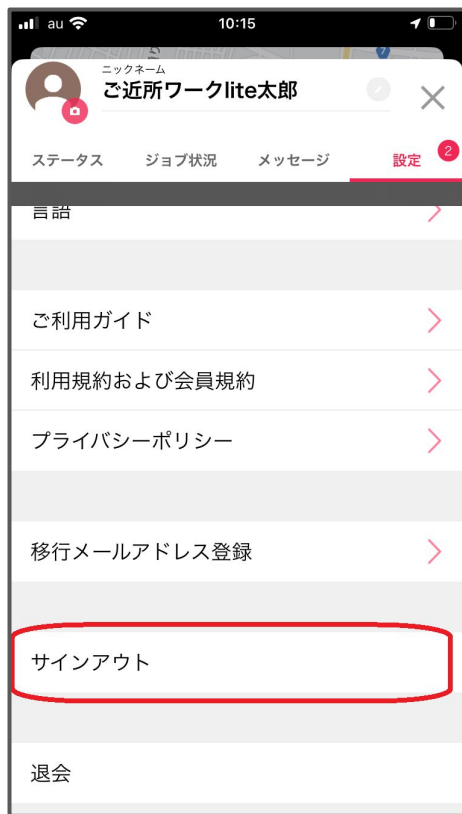 au 10:15
ニックネーム
ご近所ワークlite太郎
ステータス ジョブ状況 メッセージ 設定 2
言語
ご利用ガイド
利用規約および会員規約
プライバシーポリシー
移行メールアドレス登録
サインアウト
退会